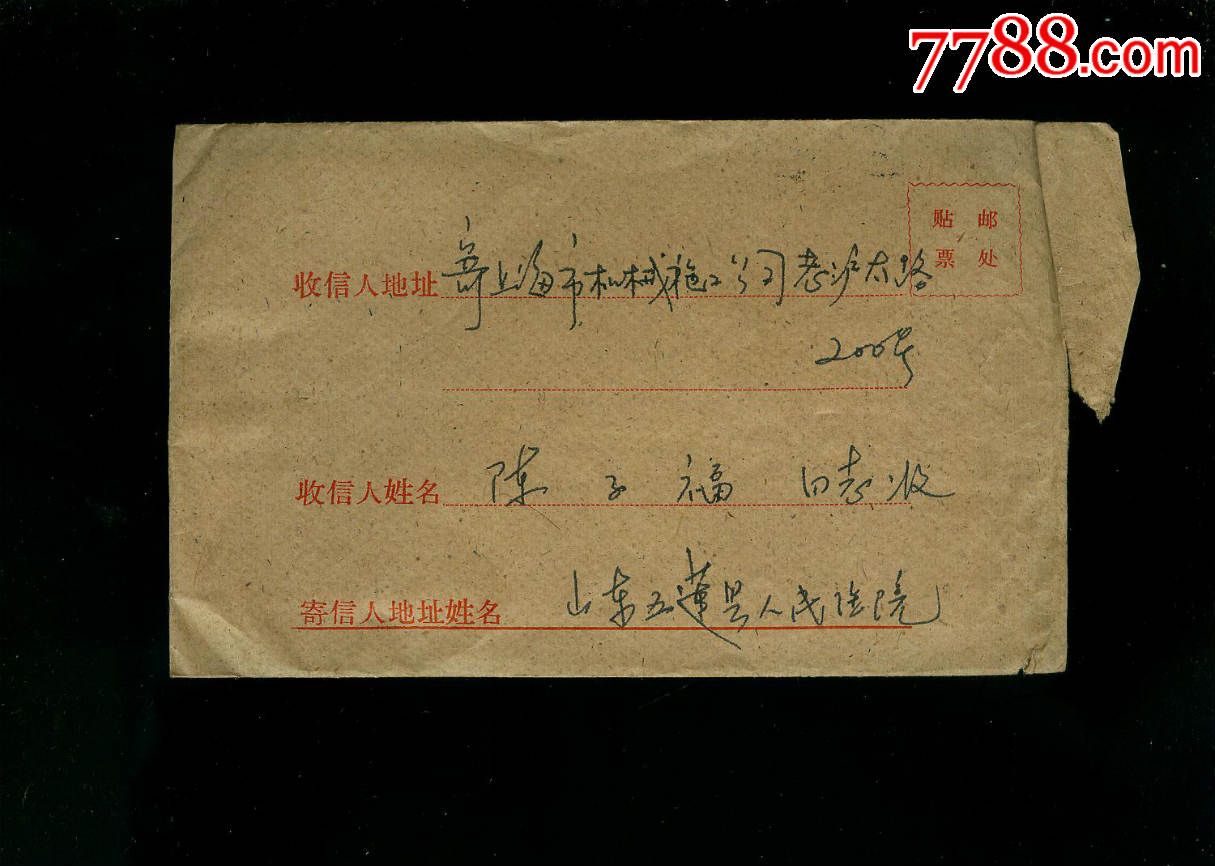 7788.com
贴 邮
票 处
收信人地址 寄上海市机械施工公司老沪太路
200号
收信人姓名 陈子福 同志收
寄信人地址姓名 山东五莲县人民医院